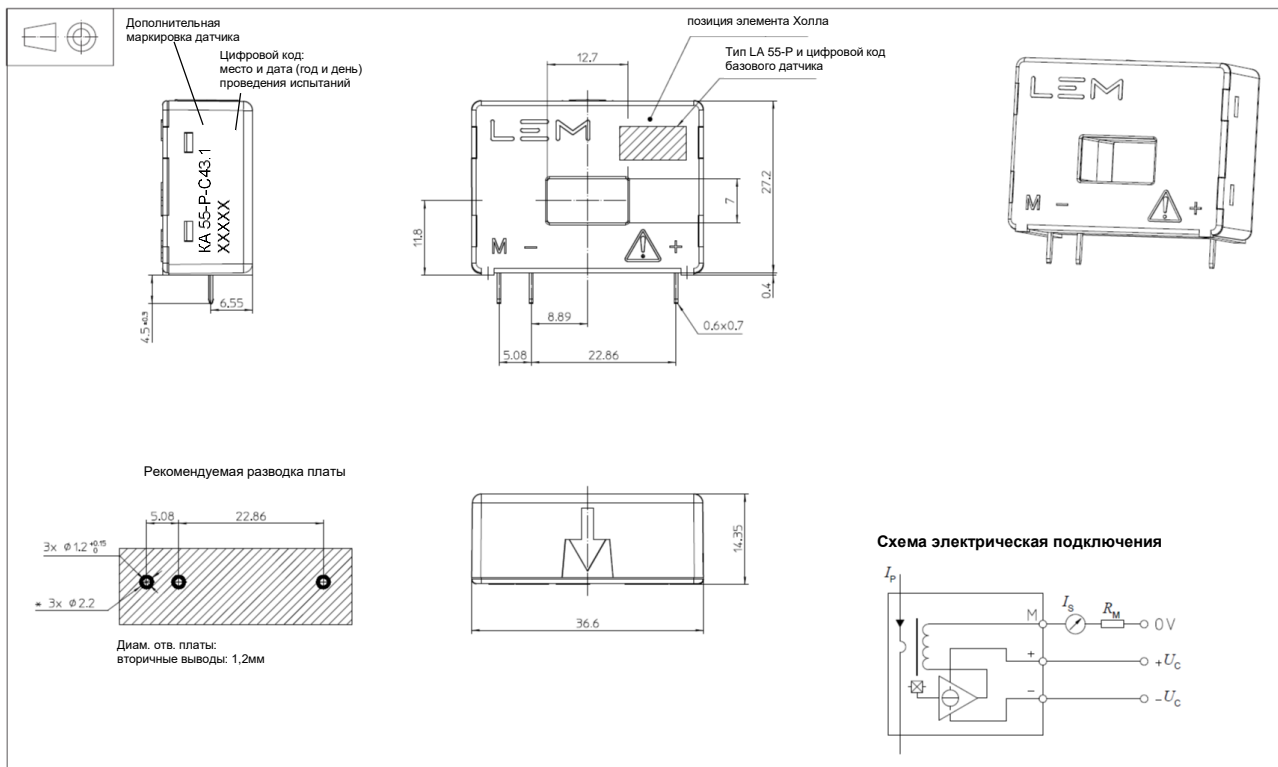 Дополнительная
маркировка датчика
Цифровой код:
место и дата (год и день)
проведения испытаний
KA 55-P-C43.1
XXXXX
4.5±0.3
6.55
позиция элемента Холла
Тип LA 55-P и цифровой код
базового датчика
12.7
LEM
7
27.2
11.8
M - +
0.4
8.89
0.6x0.7
5.08
22.86
LEM
M - +
Рекомендуемая разводка платы
5.08
22.86
3x ø1.2 +0.15 0
* 3x ø2.2
Диам. отв. платы:
вторичные выводы: 1,2мм
14.35
36.6
Схема электрическая подключения
IP
M
IS
RM
0V
+
+UC
-
-UC